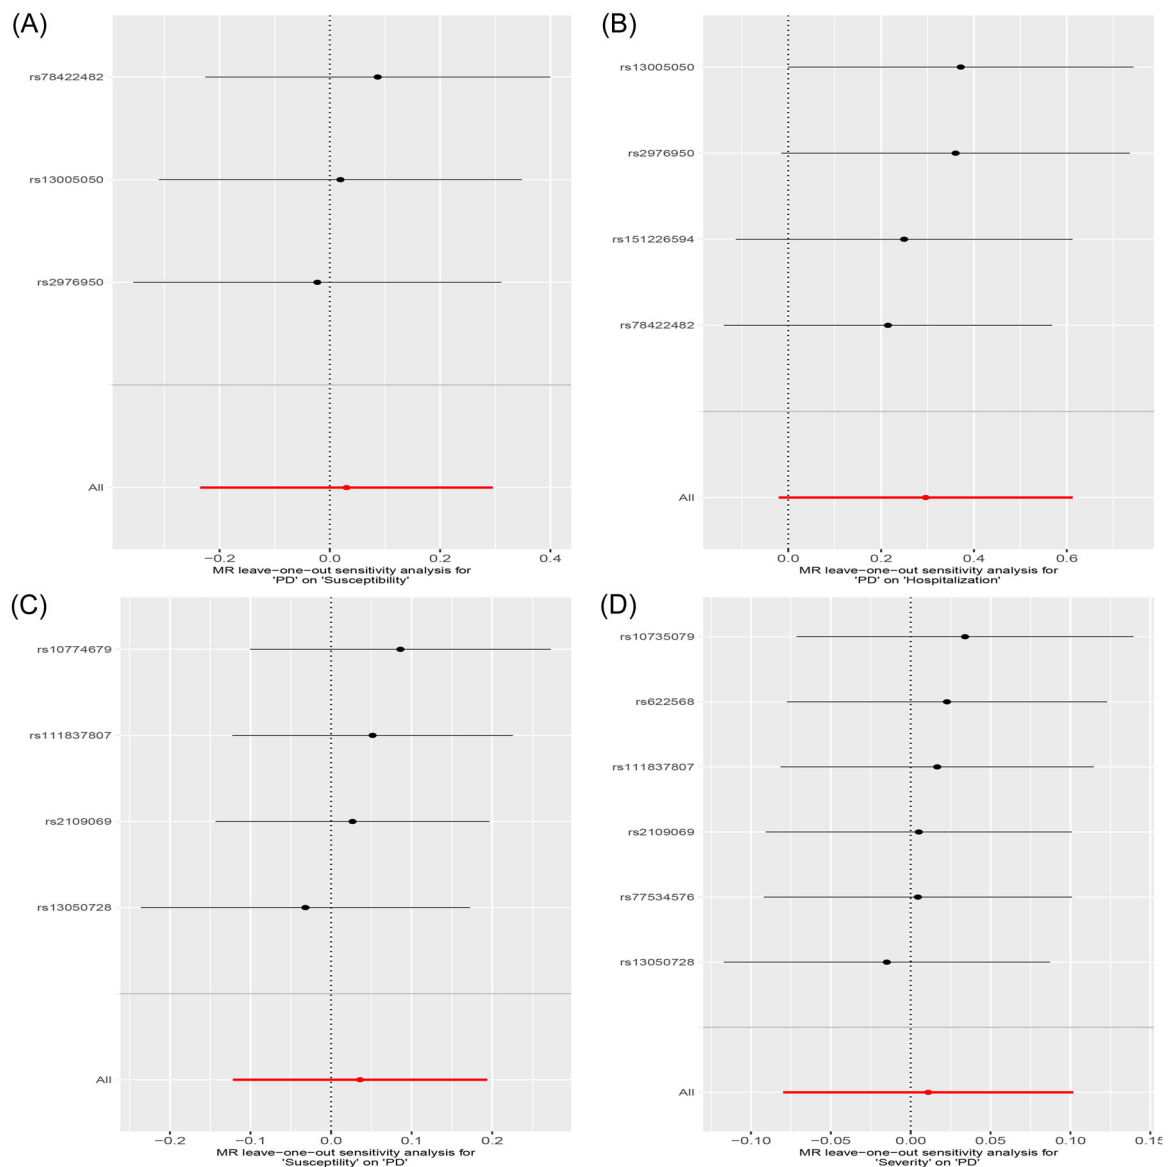 (A)
rs78422482
rs13005050
rs2976950
All
−0.2 0.0 0.2 0.4
MR leave−one−out sensitivity analysis for
'PD' on 'Susceptibility'
(B)
rs13005050
rs2976950
rs151226594
rs78422482
All
0.0 0.2 0.4 0.6
MR leave−one−out sensitivity analysis for
'PD' on 'Hospitalization'
(C)
rs10774679
rs111837807
rs2109069
rs13050728
All
−0.2 −0.1 0.0 0.1 0.2
MR leave−one−out sensitivity analysis for
'Susceptility' on 'PD'
(D)
rs10735079
rs622568
rs111837807
rs2109069
rs77534576
rs13050728
All
−0.10 −0.05 0.00 0.05 0.10 0.15
MR leave−one−out sensitivity analysis for
'Severity' on 'PD'